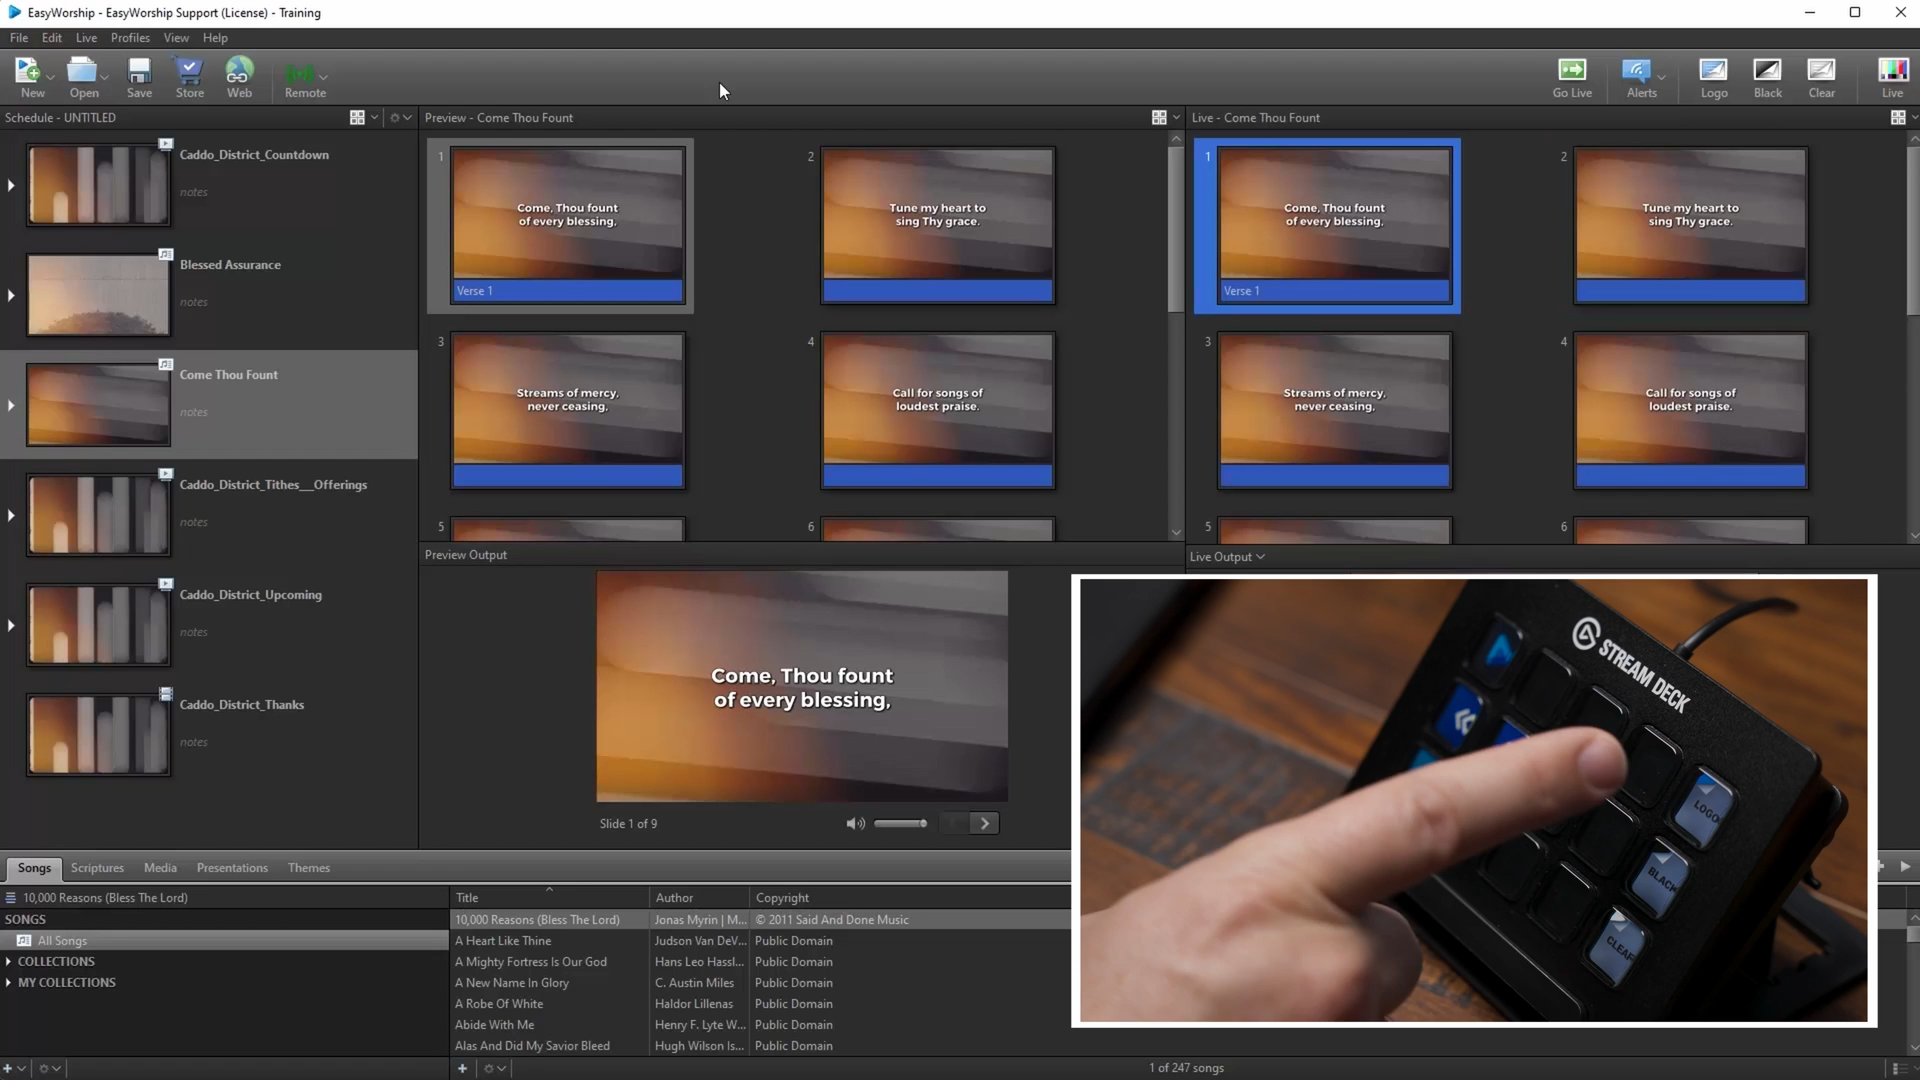 EasyWorship - EasyWorship Support (License) - Training
File Edit Live Profiles View Help
New Open Save Store Web Remote
Go Live Alerts Logo Black Clear Live
Schedule - UNTITLED
Caddo_District_Countdown
notes
Blessed Assurance
notes
Come Thou Fount
notes
Caddo_District_Tithes___Offerings
notes
Caddo_District_Upcoming
notes
Caddo_District_Thanks
notes
Preview - Come Thou Fount
1
Come, Thou fount
of every blessing,
Verse 1
2
Tune my heart to
sing Thy grace.
3
Streams of mercy,
never ceasing,
4
Call for songs of
loudest praise.
5
6
Live - Come Thou Fount
1
Come, Thou fount
of every blessing,
Verse 1
2
Tune my heart to
sing Thy grace.
3
Streams of mercy,
never ceasing,
4
Call for songs of
loudest praise.
5
6
Preview Output
Come, Thou fount
of every blessing,
Slide 1 of 9
Live Output
STREAM DECK
LOGO
BLACK
CLEAR
Songs Scriptures Media Presentations Themes
10,000 Reasons (Bless The Lord)
SONGS
All Songs
COLLECTIONS
MY COLLECTIONS
Title Author Copyright
10,000 Reasons (Bless The Lord) Jonas Myrin | M... © 2011 Said And Done Music
A Heart Like Thine Judson Van DeV... Public Domain
A Mighty Fortress Is Our God Hans Leo Hassl... Public Domain
A New Name In Glory C. Austin Miles Public Domain
A Robe Of White Haldor Lillenas Public Domain
Abide With Me Henry F. Lyte W... Public Domain
Alas And Did My Savior Bleed Hugh Wilson Is... Public Domain
1 of 247 songs